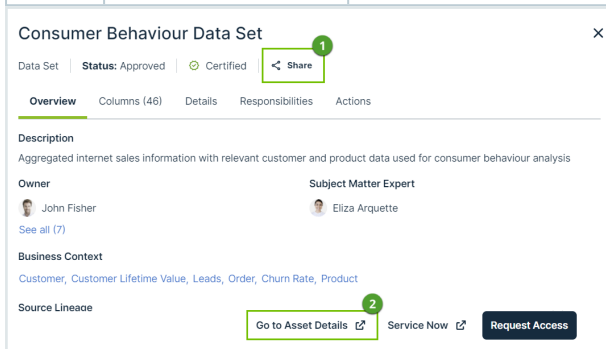 Consumer Behaviour Data Set
1
Data Set Status: Approved Certified Share
Overview Columns (46) Details Responsibilities Actions
Description
Aggregated internet sales information with relevant customer and product data used for consumer behaviour analysis
Owner Subject Matter Expert
John Fisher Eliza Arquette
See all (7)
Business Context
Customer, Customer Lifetime Value, Leads, Order, Churn Rate, Product
Source Lineage
2
Go to Asset Details Service Now Request Access